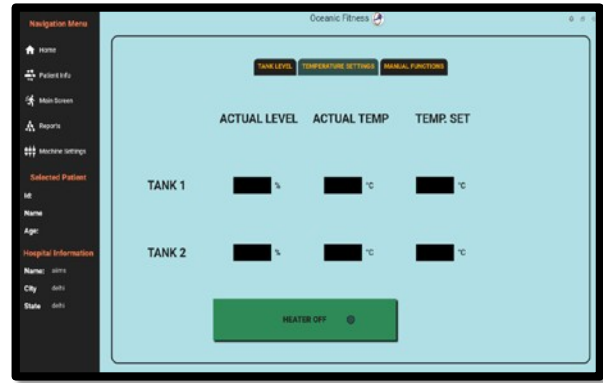 Oceanic Fitness
Navigation Menu
Home
Patient Info
Main Screen
Reports
Machine Settings
Selected Patient
Id:
Name
Age:
Hospital Information
Name: aiims
City delhi
State delhi
TANK LEVEL TEMPERATURE SETTINGS MANUAL FUNCTIONS
ACTUAL LEVEL ACTUAL TEMP TEMP. SET
TANK 1 % °C °C
TANK 2 % °C °C
HEATER OFF